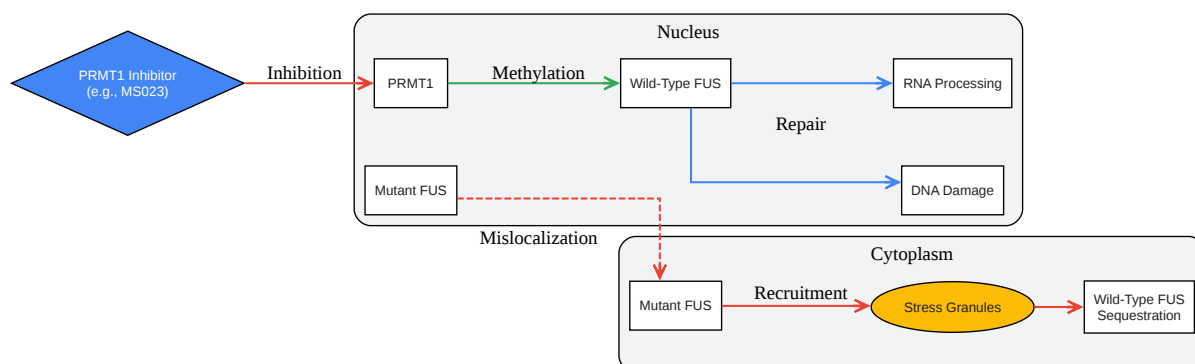 Nucleus
PRMT1 Inhibitor
(e.g., MS023)
Inhibition
PRMT1
Methylation
Wild-Type FUS
RNA Processing
Repair
Mutant FUS
DNA Damage
Mislocalization
Cytoplasm
Mutant FUS
Recruitment
Stress Granules
Wild-Type FUS
Sequestration